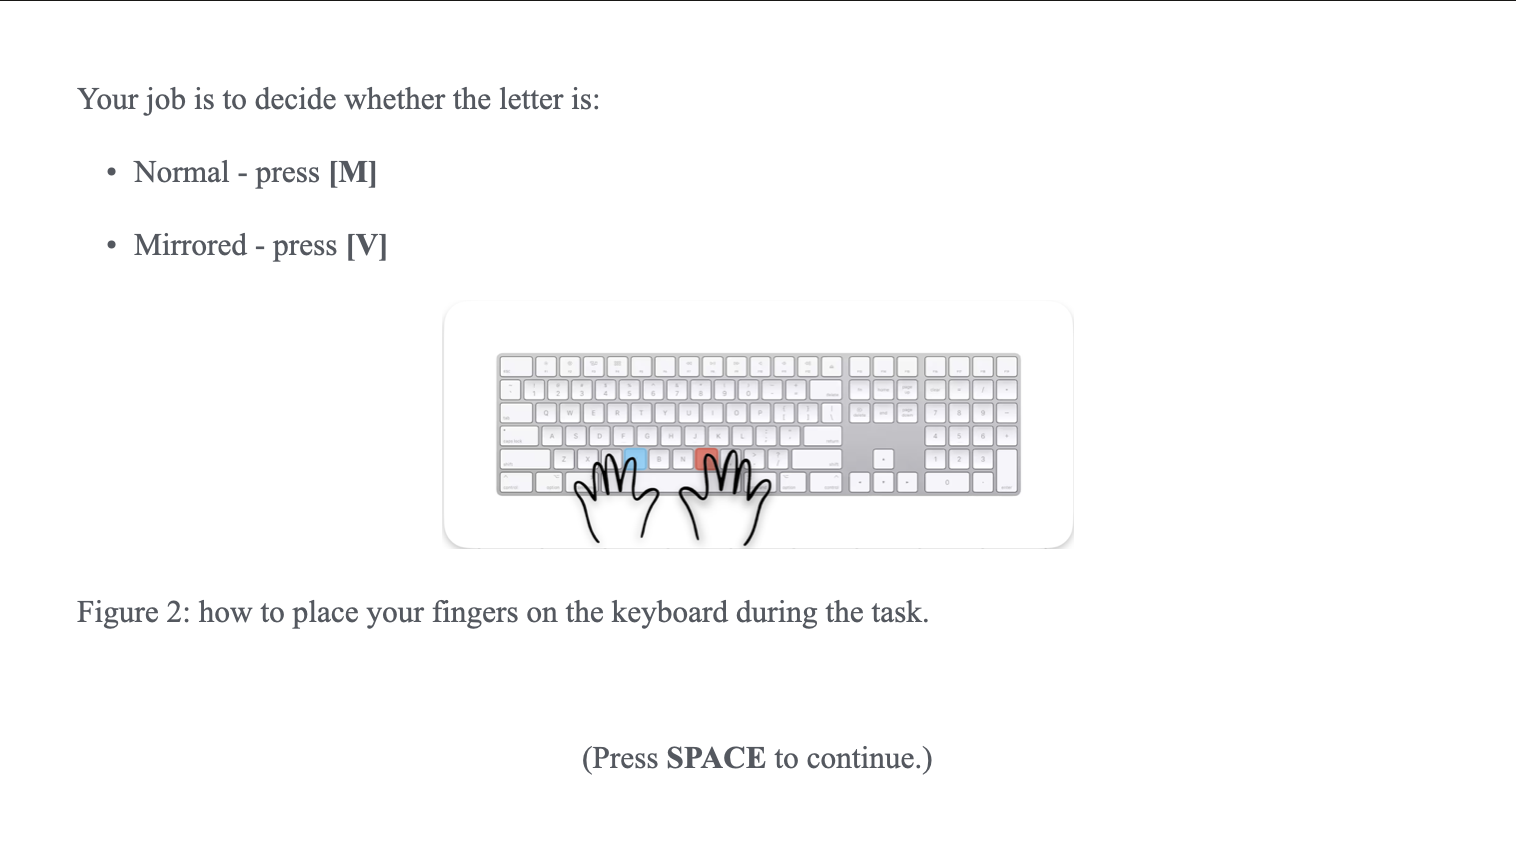 Your job is to decide whether the letter is:
• Normal - press [M]
• Mirrored - press [V]
Q W E R T Y U I O P
A S D F G H J K L
Z X B N
Figure 2: how to place your fingers on the keyboard during the task.
(Press SPACE to continue.)